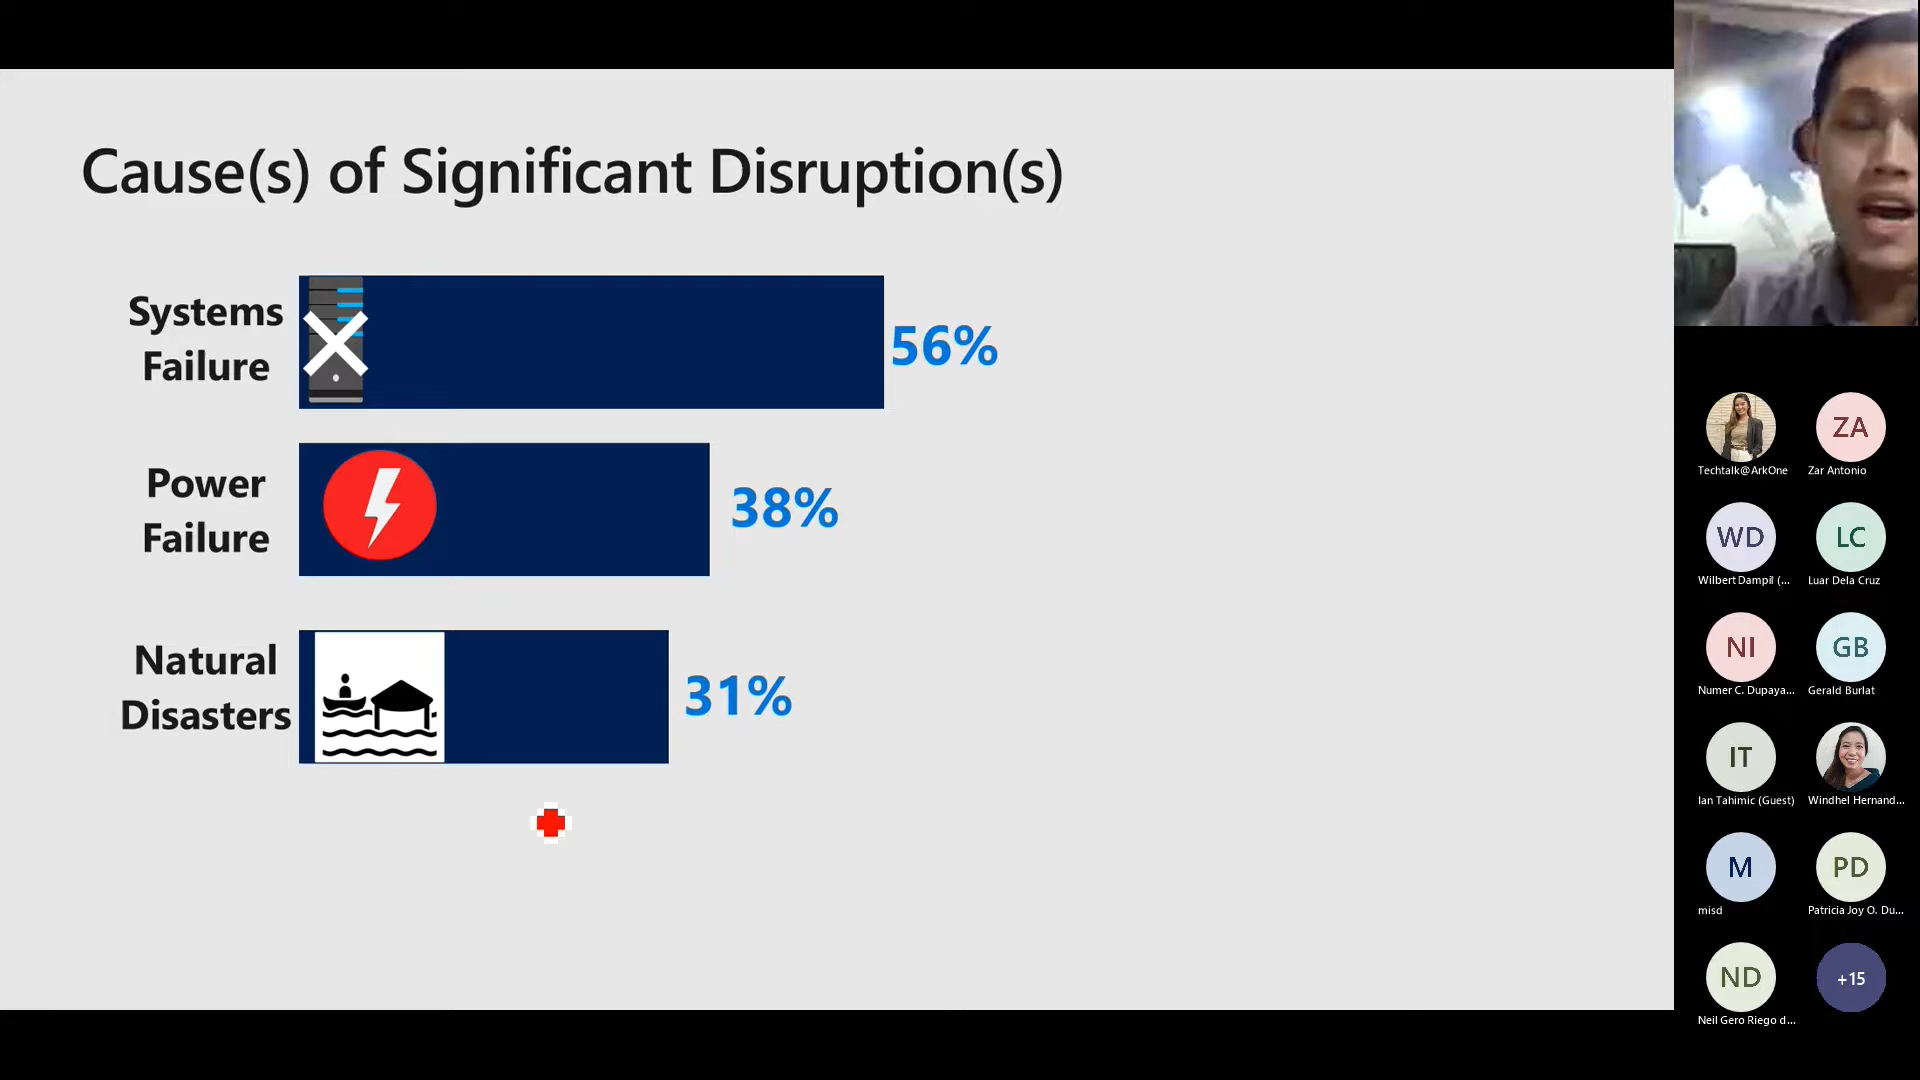 Cause(s) of Significant Disruption(s)
Systems
Failure
56%
Power
Failure
38%
Natural
Disasters
31%
Techtalk@ArkOne
ZA
Zar Antonio
WD
Wilbert Dampil (...
LC
Luar Dela Cruz
NI
Numer C. Dupaya...
GB
Gerald Burlat
IT
Ian Tahimic (Guest)
Windhel Hernand...
M
misd
PD
Patricia Joy O. Du...
ND
Neil Gero Riego d...
+15